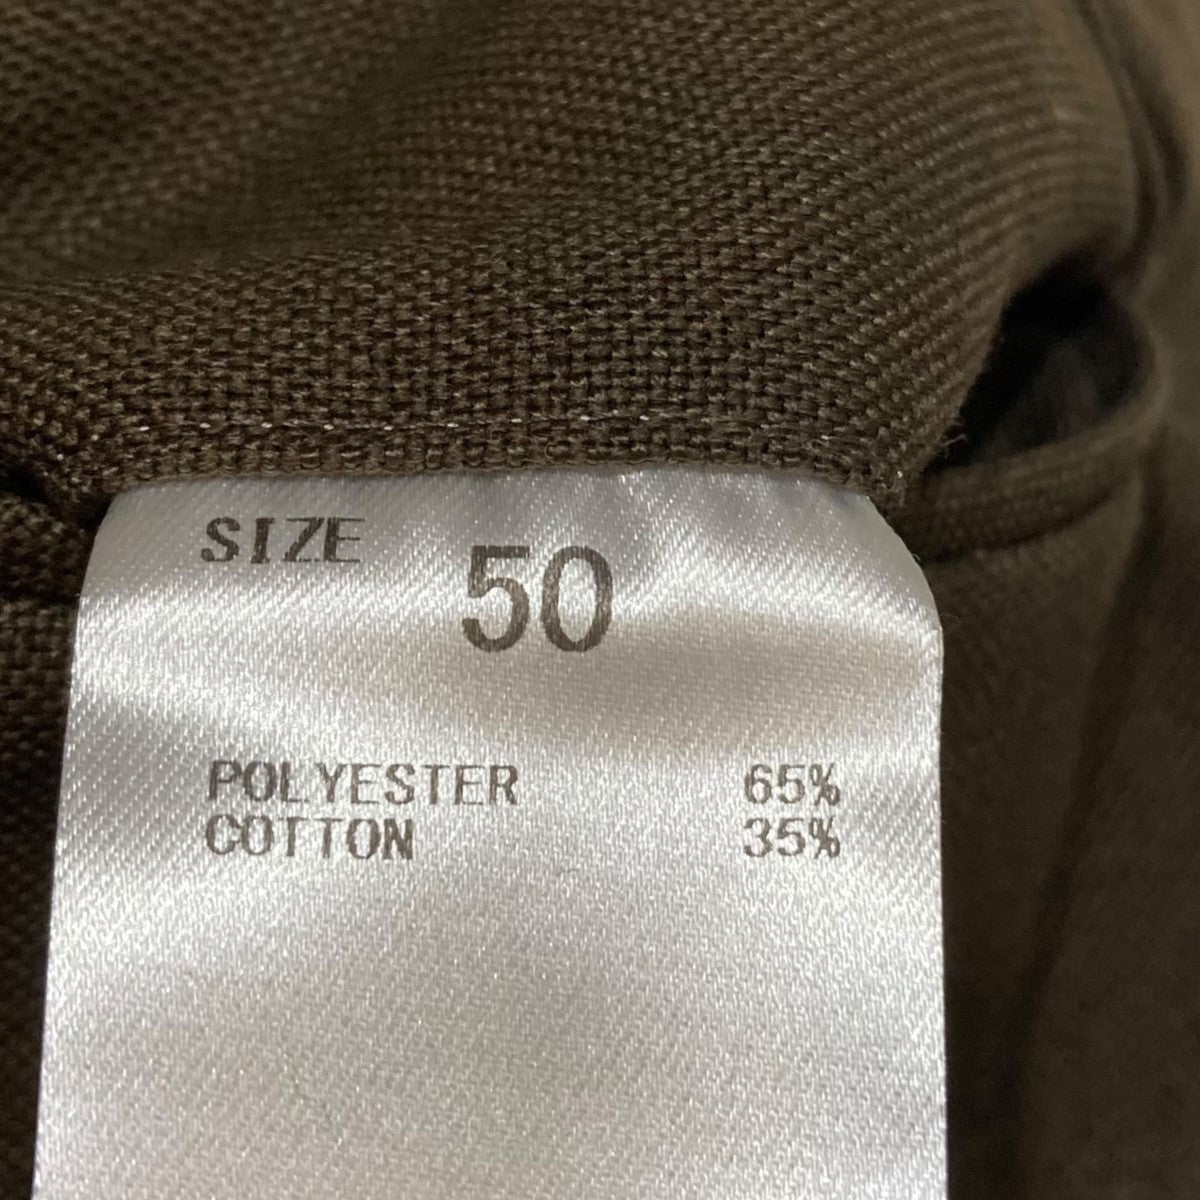 SIZE 50
POLYESTER 65%
COTTON 35%